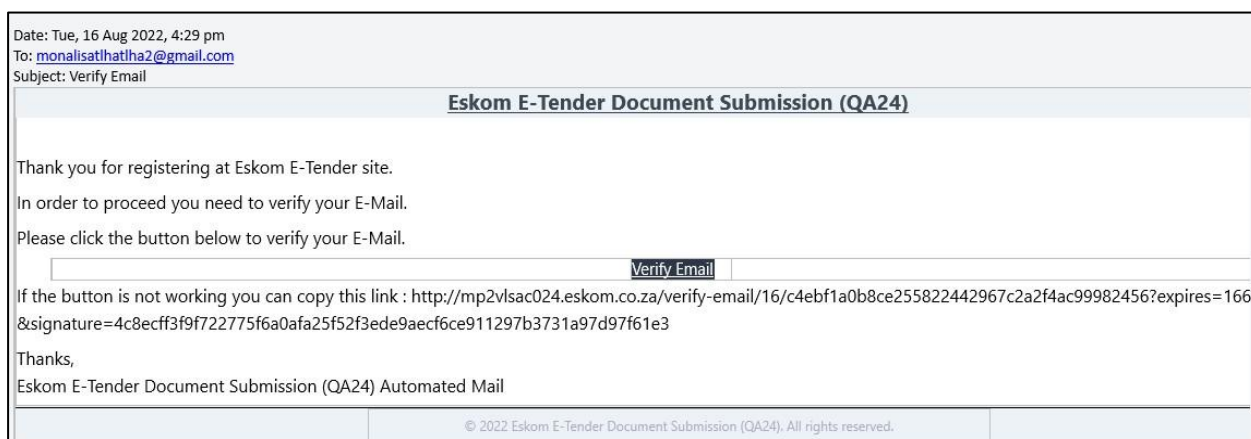 Date: Tue, 16 Aug 2022, 4:29 pm
To: monalisatlhatlha2@gmail.com
Subject: Verify Email
Eskom E-Tender Document Submission (QA24)
Thank you for registering at Eskom E-Tender site.
In order to proceed you need to verify your E-Mail.
Please click the button below to verify your E-Mail.
Verify Email
If the button is not working you can copy this link : http://mp2vlsac024.eskom.co.za/verify-email/16/c4ebf1a0b8ce255822442967c2a2f4ac99982456?expires=166
&signature=4c8ecff3f9f722775f6a0afa25f52f3ede9aecf6ce911297b3731a97d97f61e3
Thanks,
Eskom E-Tender Document Submission (QA24) Automated Mail
© 2022 Eskom E-Tender Document Submission (QA24). All rights reserved.